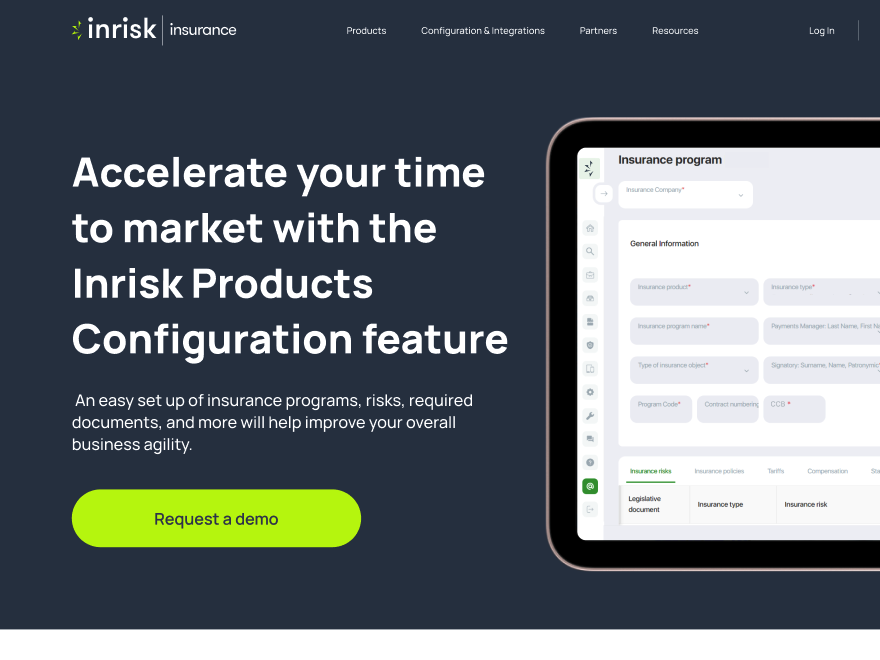 inrisk insurance
Products Configuration & Integrations Partners Resources Log In
Accelerate your time
to market with the
Inrisk Products
Configuration feature
An easy set up of insurance programs, risks, required
documents, and more will help improve your overall
business agility.
Request a demo
Insurance program
Insurance Company*
General Information
Insurance product* Insurance type*
Insurance program name* Payments Manager: Last Name, First
Type of insurance object* Signatory: Surname, Name, Patronymic*
Program Code* Contract numbering CCB *
Insurance risks Insurance policies Tariffs Compensation
Legislative
document
Insurance type Insurance risk